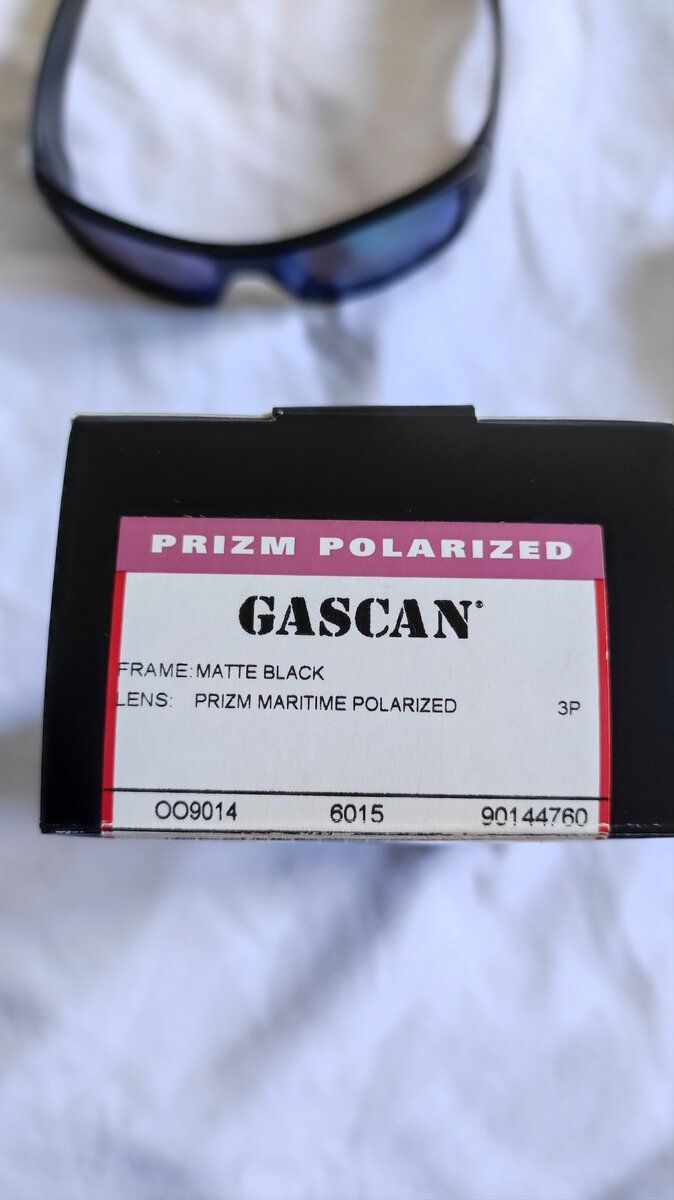 PRIZM POLARIZED
GASCAN®
FRAME: MATTE BLACK
LENS: PRIZM MARITIME POLARIZED 3P
OO9014 6015 90144760